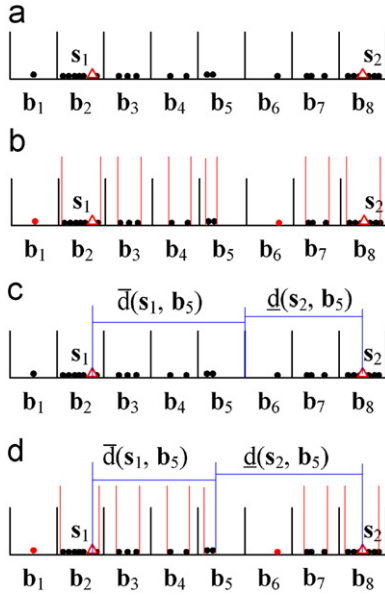 a
s₁ s₂
b₁ b₂ b₃ b₄ b₅ b₆ b₇ b₈
b
s₁ s₂
b₁ b₂ b₃ b₄ b₅ b₆ b₇ b₈
c
d̅(s₁, b₅) d̲(s₂, b₅)
s₁ s₂
b₁ b₂ b₃ b₄ b₅ b₆ b₇ b₈
d
d̅(s₁, b₅) d̲(s₂, b₅)
s₁ s₂
b₁ b₂ b₃ b₄ b₅ b₆ b₇ b₈